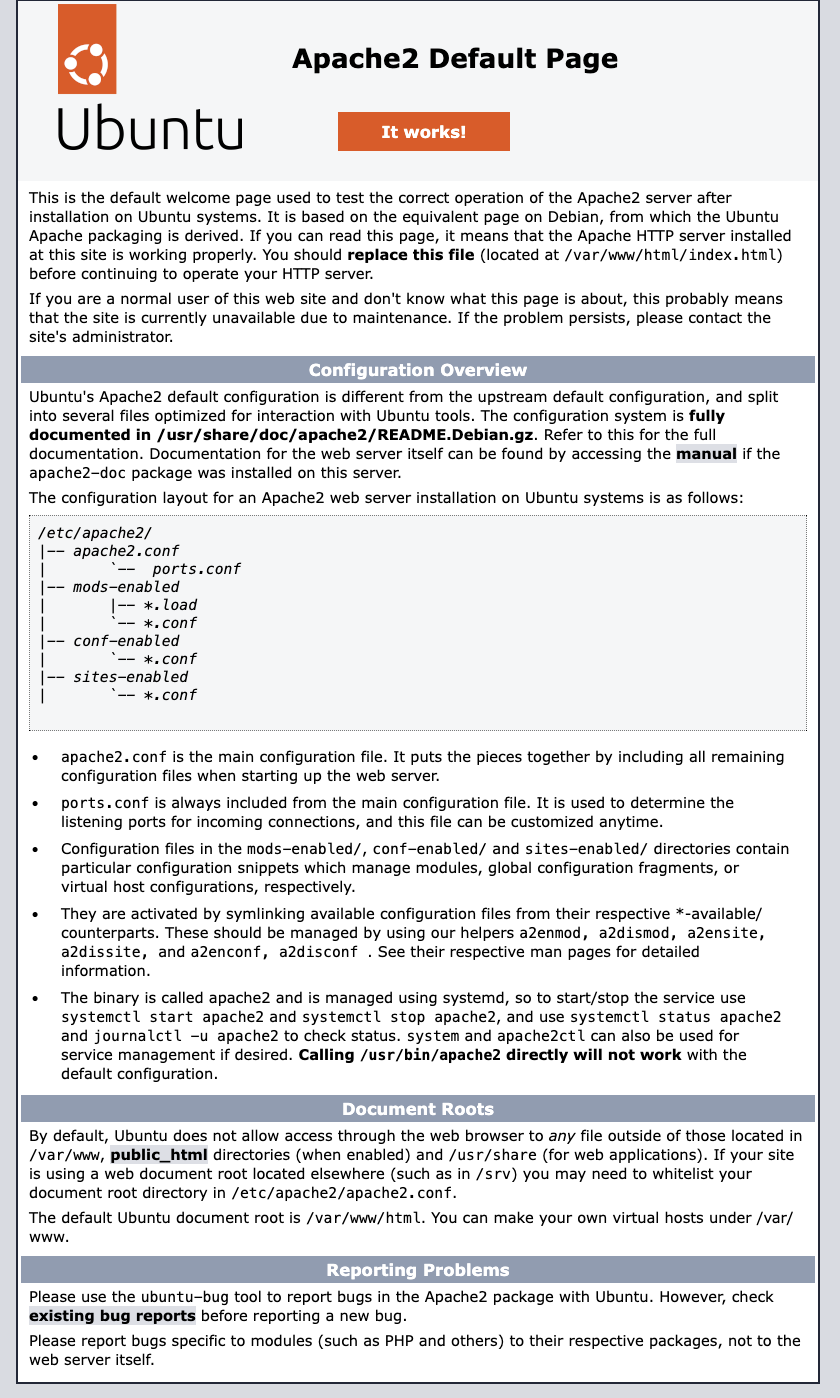 Apache2 Default Page
Ubuntu
It works!
This is the default welcome page used to test the correct operation of the Apache2 server after
installation on Ubuntu systems. It is based on the equivalent page on Debian, from which the Ubuntu
Apache packaging is derived. If you can read this page, it means that the Apache HTTP server installed
at this site is working properly. You should replace this file (located at /var/www/html/index.html)
before continuing to operate your HTTP server.
If you are a normal user of this web site and don't know what this page is about, this probably means
that the site is currently unavailable due to maintenance. If the problem persists, please contact the
site's administrator.
Configuration Overview
Ubuntu's Apache2 default configuration is different from the upstream default configuration, and split
into several files optimized for interaction with Ubuntu tools. The configuration system is fully
documented in /usr/share/doc/apache2/README.Debian.gz. Refer to this for the full
documentation. Documentation for the web server itself can be found by accessing the manual if the
apache2-doc package was installed on this server.
The configuration layout for an Apache2 web server installation on Ubuntu systems is as follows:
/etc/apache2/
|-- apache2.conf
|       `--  ports.conf
|-- mods-enabled
|       |-- *.load
|       `-- *.conf
|-- conf-enabled
|       `-- *.conf
|-- sites-enabled
|       `-- *.conf
• apache2.conf is the main configuration file. It puts the pieces together by including all remaining
configuration files when starting up the web server.
• ports.conf is always included from the main configuration file. It is used to determine the
listening ports for incoming connections, and this file can be customized anytime.
• Configuration files in the mods-enabled/, conf-enabled/ and sites-enabled/ directories contain
particular configuration snippets which manage modules, global configuration fragments, or
virtual host configurations, respectively.
• They are activated by symlinking available configuration files from their respective *-available/
counterparts. These should be managed by using our helpers a2enmod, a2dismod, a2ensite,
a2dissite, and a2enconf, a2disconf . See their respective man pages for detailed
information.
• The binary is called apache2 and is managed using systemd, so to start/stop the service use
systemctl start apache2 and systemctl stop apache2, and use systemctl status apache2
and journalctl -u apache2 to check status. system and apache2ctl can also be used for
service management if desired. Calling /usr/bin/apache2 directly will not work with the
default configuration.
Document Roots
By default, Ubuntu does not allow access through the web browser to any file outside of those located in
/var/www, public_html directories (when enabled) and /usr/share (for web applications). If your site
is using a web document root located elsewhere (such as in /srv) you may need to whitelist your
document root directory in /etc/apache2/apache2.conf.
The default Ubuntu document root is /var/www/html. You can make your own virtual hosts under /var/
www.
Reporting Problems
Please use the ubuntu-bug tool to report bugs in the Apache2 package with Ubuntu. However, check
existing bug reports before reporting a new bug.
Please report bugs specific to modules (such as PHP and others) to their respective packages, not to the
web server itself.